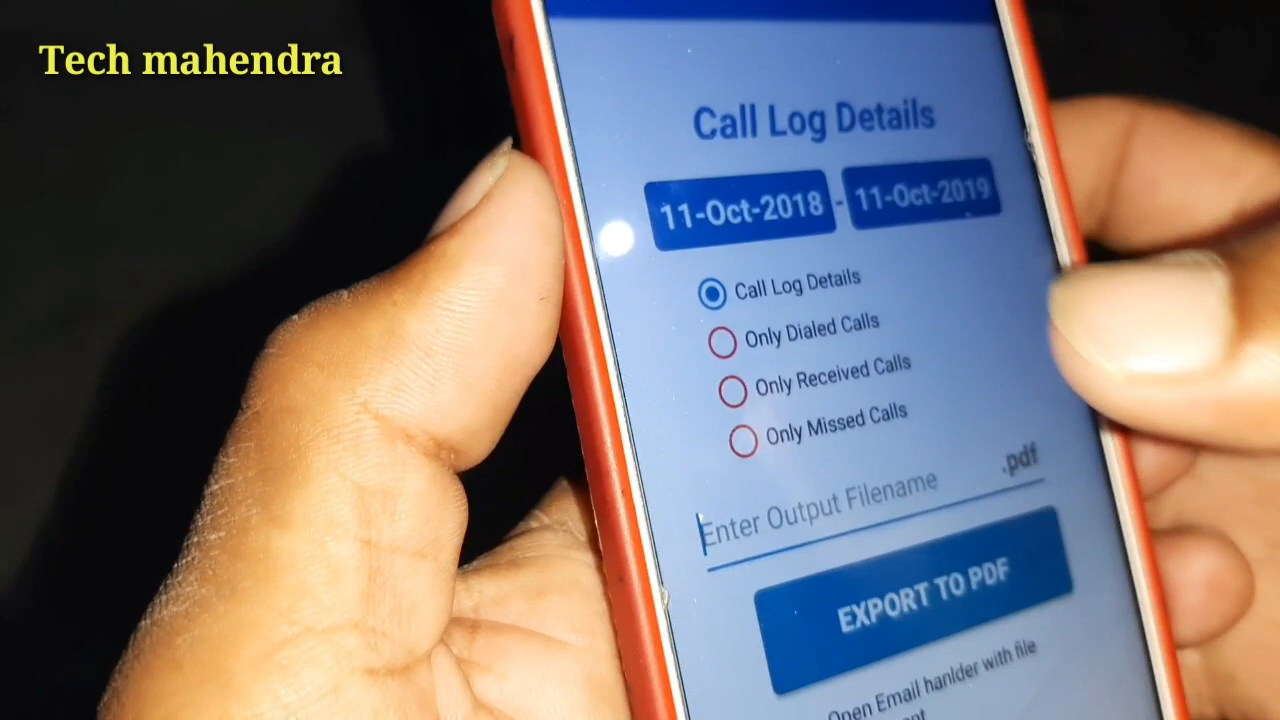 Tech mahendra
Call Log Details
11-Oct-2018 - 11-Oct-2019
Call Log Details
Only Dialed Calls
Only Received Calls
Only Missed Calls
Enter Output Filename .pdf
EXPORT TO PDF
Open Email hanlder with file